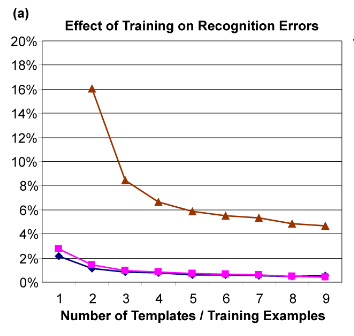 (a)
Effect of Training on Recognition Errors
20%
18%
16%
14%
12%
10%
8%
6%
4%
2%
0%
1 2 3 4 5 6 7 8 9
Number of Templates / Training Examples